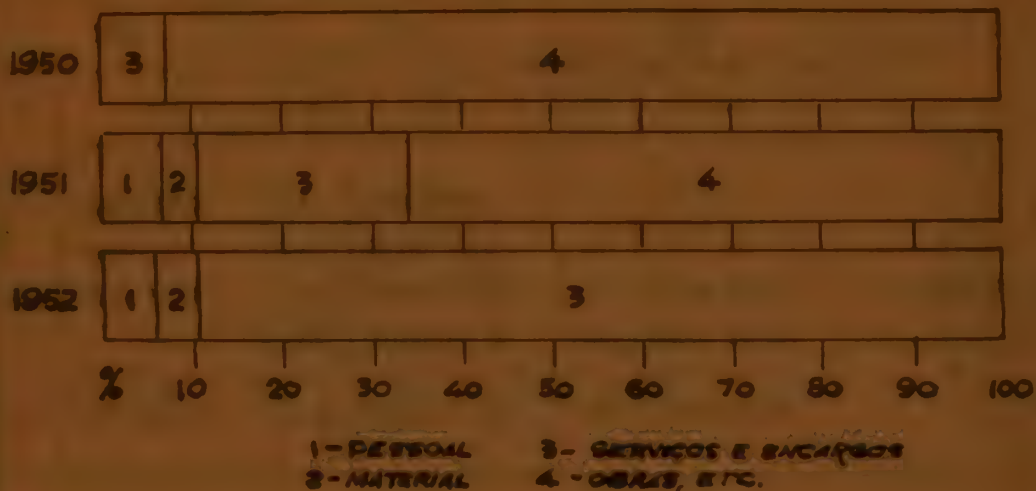 1950 3 4
1951 1 2 3 4
1952 1 2 3
% 10 20 30 40 50 60 70 80 90 100
1 - PESSOAL 3 - SERVICOS E ENCARGOS
2 - MATERIAL 4 - OBRAS, ETC.